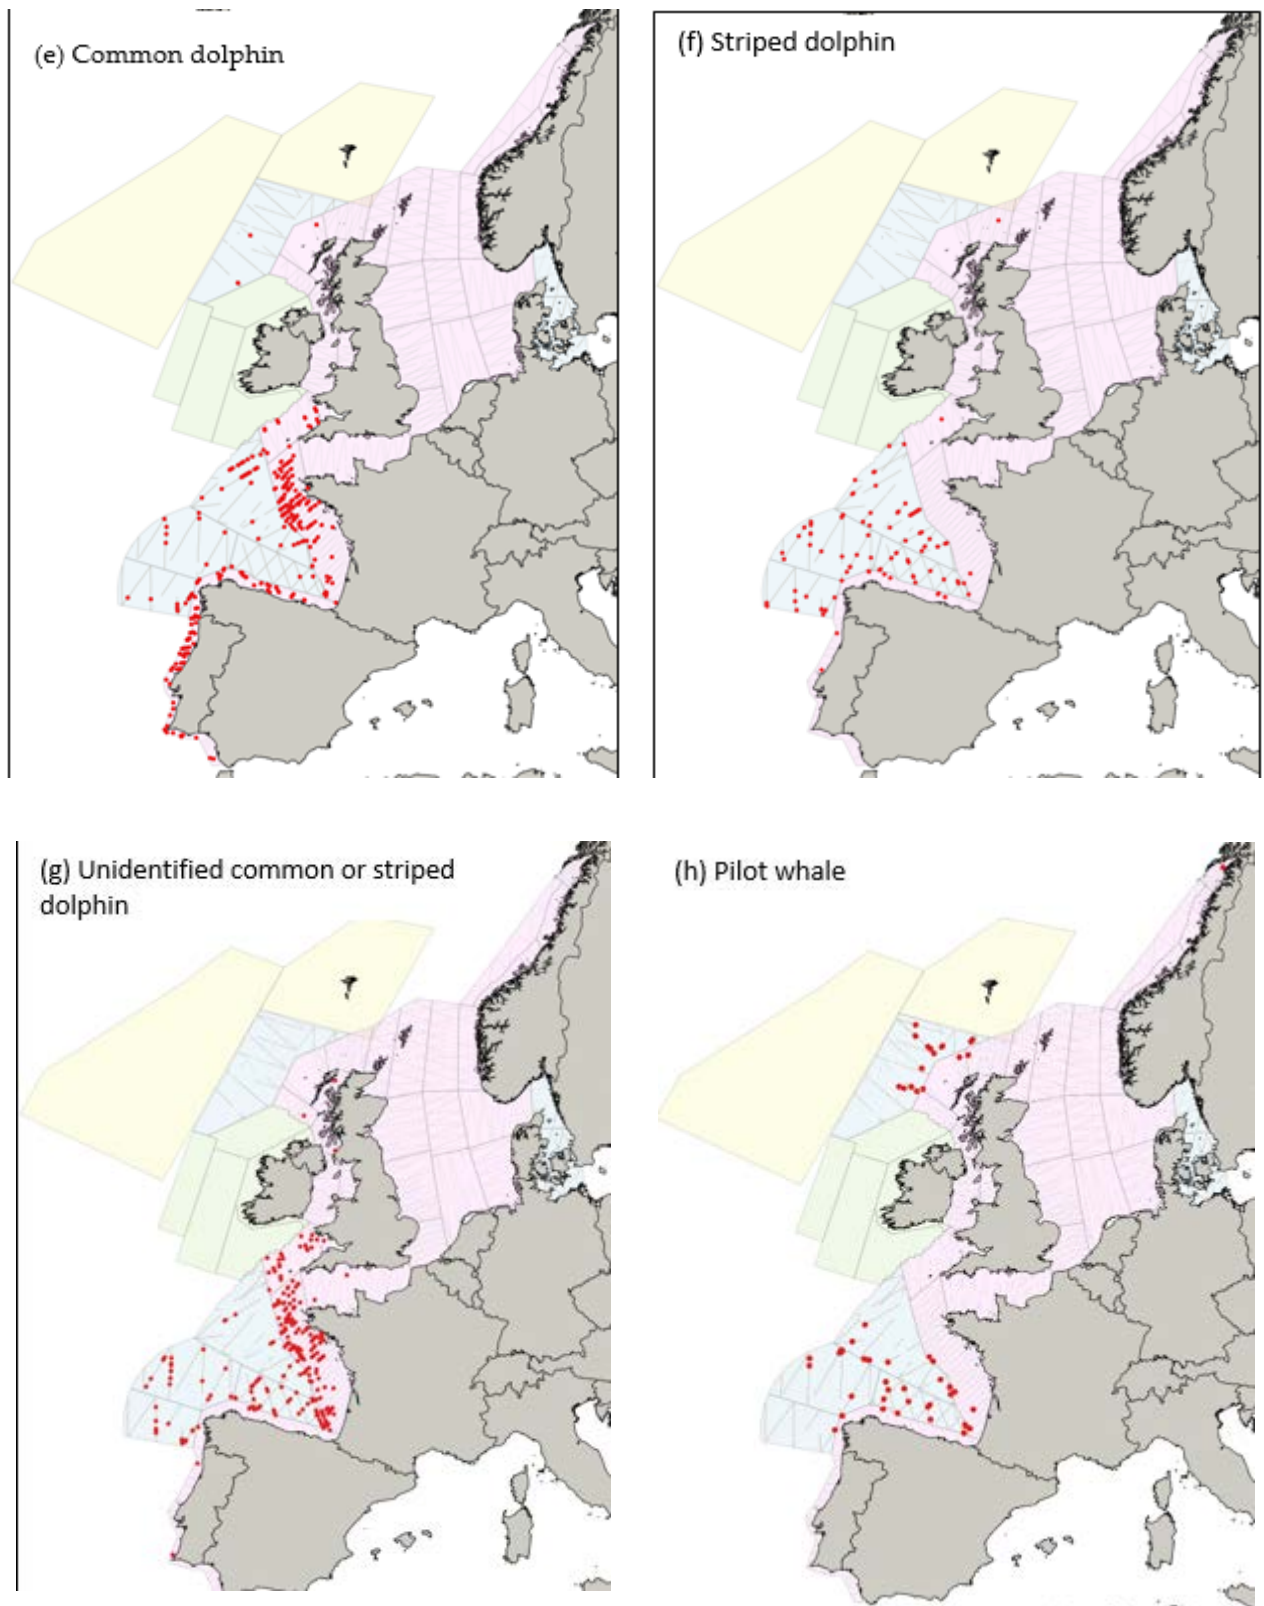 (e) Common dolphin
(f) Striped dolphin
(g) Unidentified common or striped
dolphin
(h) Pilot whale